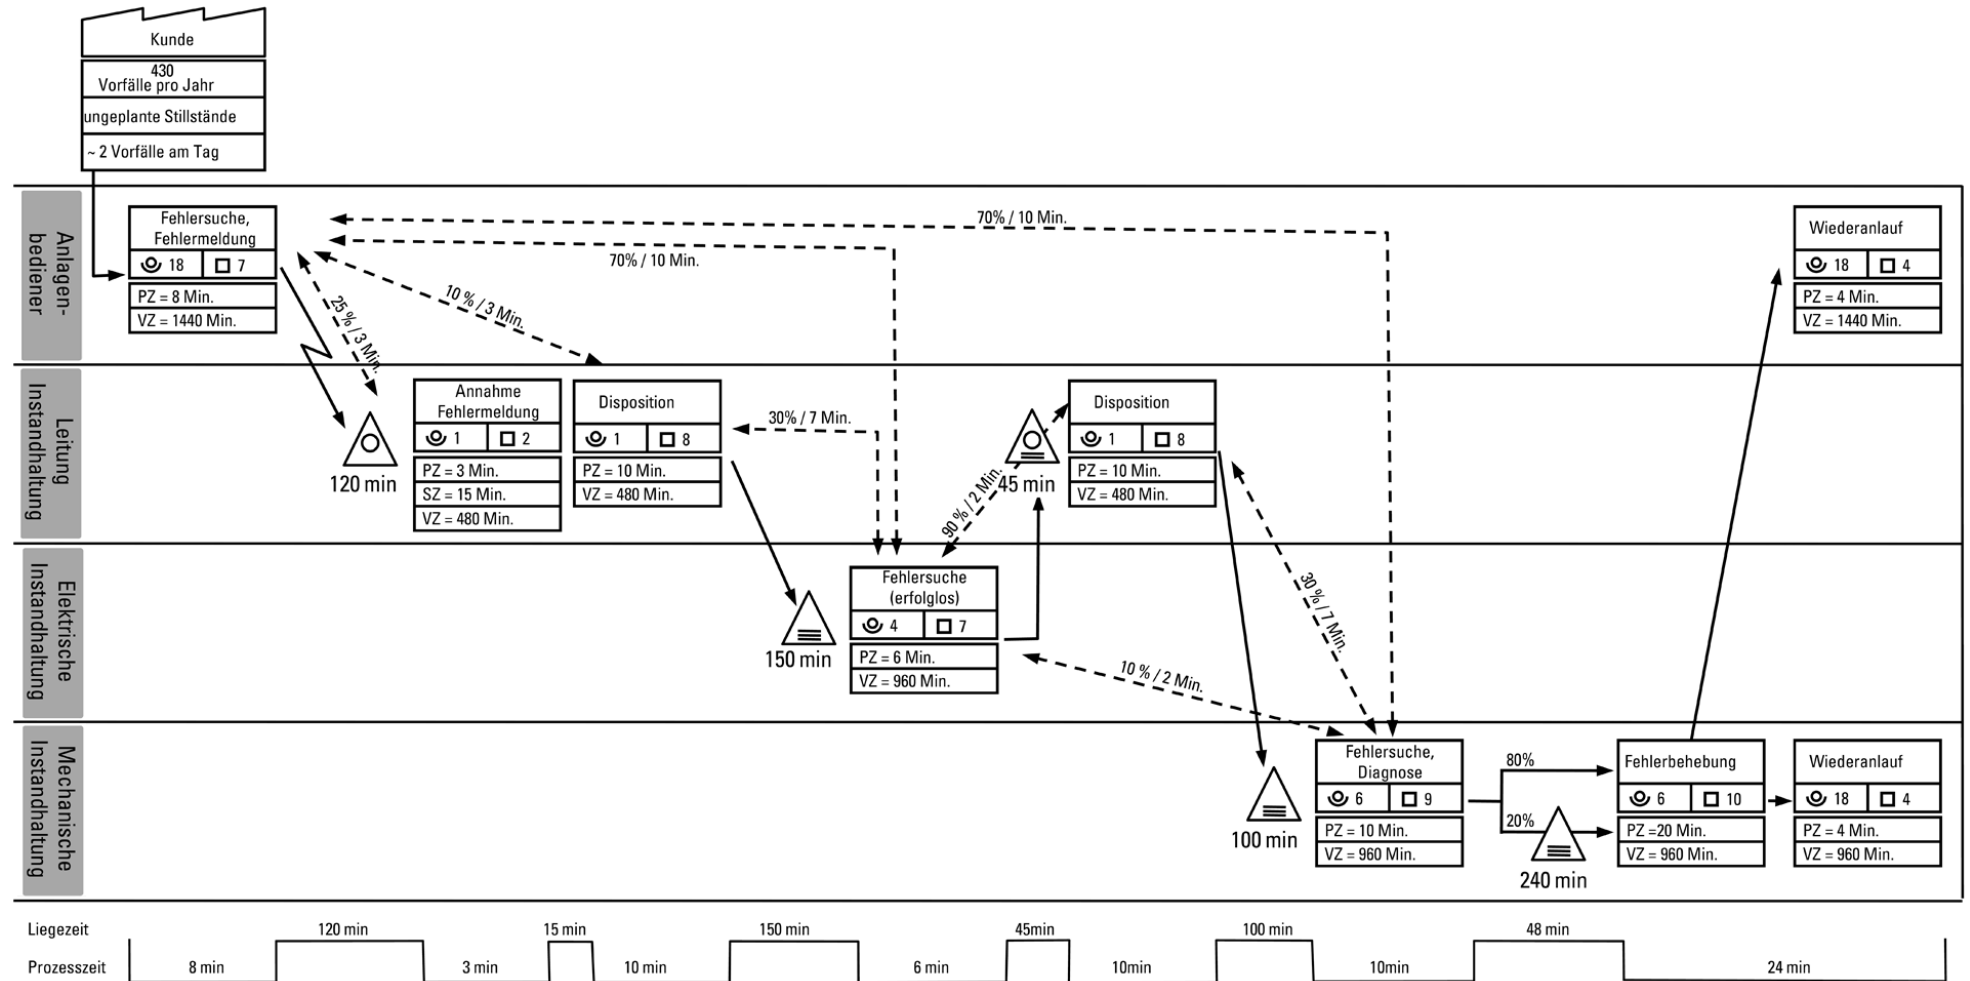 Kunde
430
Vorfälle pro Jahr
ungeplante Stillstände
~ 2 Vorfälle am Tag
Anlagen-
bediener
Fehlersuche,
Fehlermeldung
18
7
PZ = 8 Min.
VZ = 1440 Min.
70% / 10 Min.
70% / 10 Min.
10 % / 3 Min.
25 % / 3 Min.
Wiederanlauf
18
4
PZ = 4 Min.
VZ = 1440 Min.
Leitung
Instandhaltung
120 min
Annahme
Fehlermeldung
1
2
PZ = 3 Min.
SZ = 15 Min.
VZ = 480 Min.
Disposition
1
8
PZ = 10 Min.
VZ = 480 Min.
30% / 7 Min.
90 % / 2 Min.
45 min
Disposition
1
8
PZ = 10 Min.
VZ = 480 Min.
Elektrische
Instandhaltung
150 min
Fehlersuche
(erfolglos)
4
7
PZ = 6 Min.
VZ = 960 Min.
10 % / 2 Min.
30 % / 7 Min.
Mechanische
Instandhaltung
100 min
Fehlersuche,
Diagnose
6
9
PZ = 10 Min.
VZ = 960 Min.
80%
20%
240 min
Fehlerbehebung
6
10
PZ =20 Min.
VZ = 960 Min.
Wiederanlauf
18
4
PZ = 4 Min.
VZ = 960 Min.
Liegezeit
120 min
15 min
150 min
45min
100 min
48 min
Prozesszeit
8 min
3 min
10 min
6 min
10min
10min
24 min